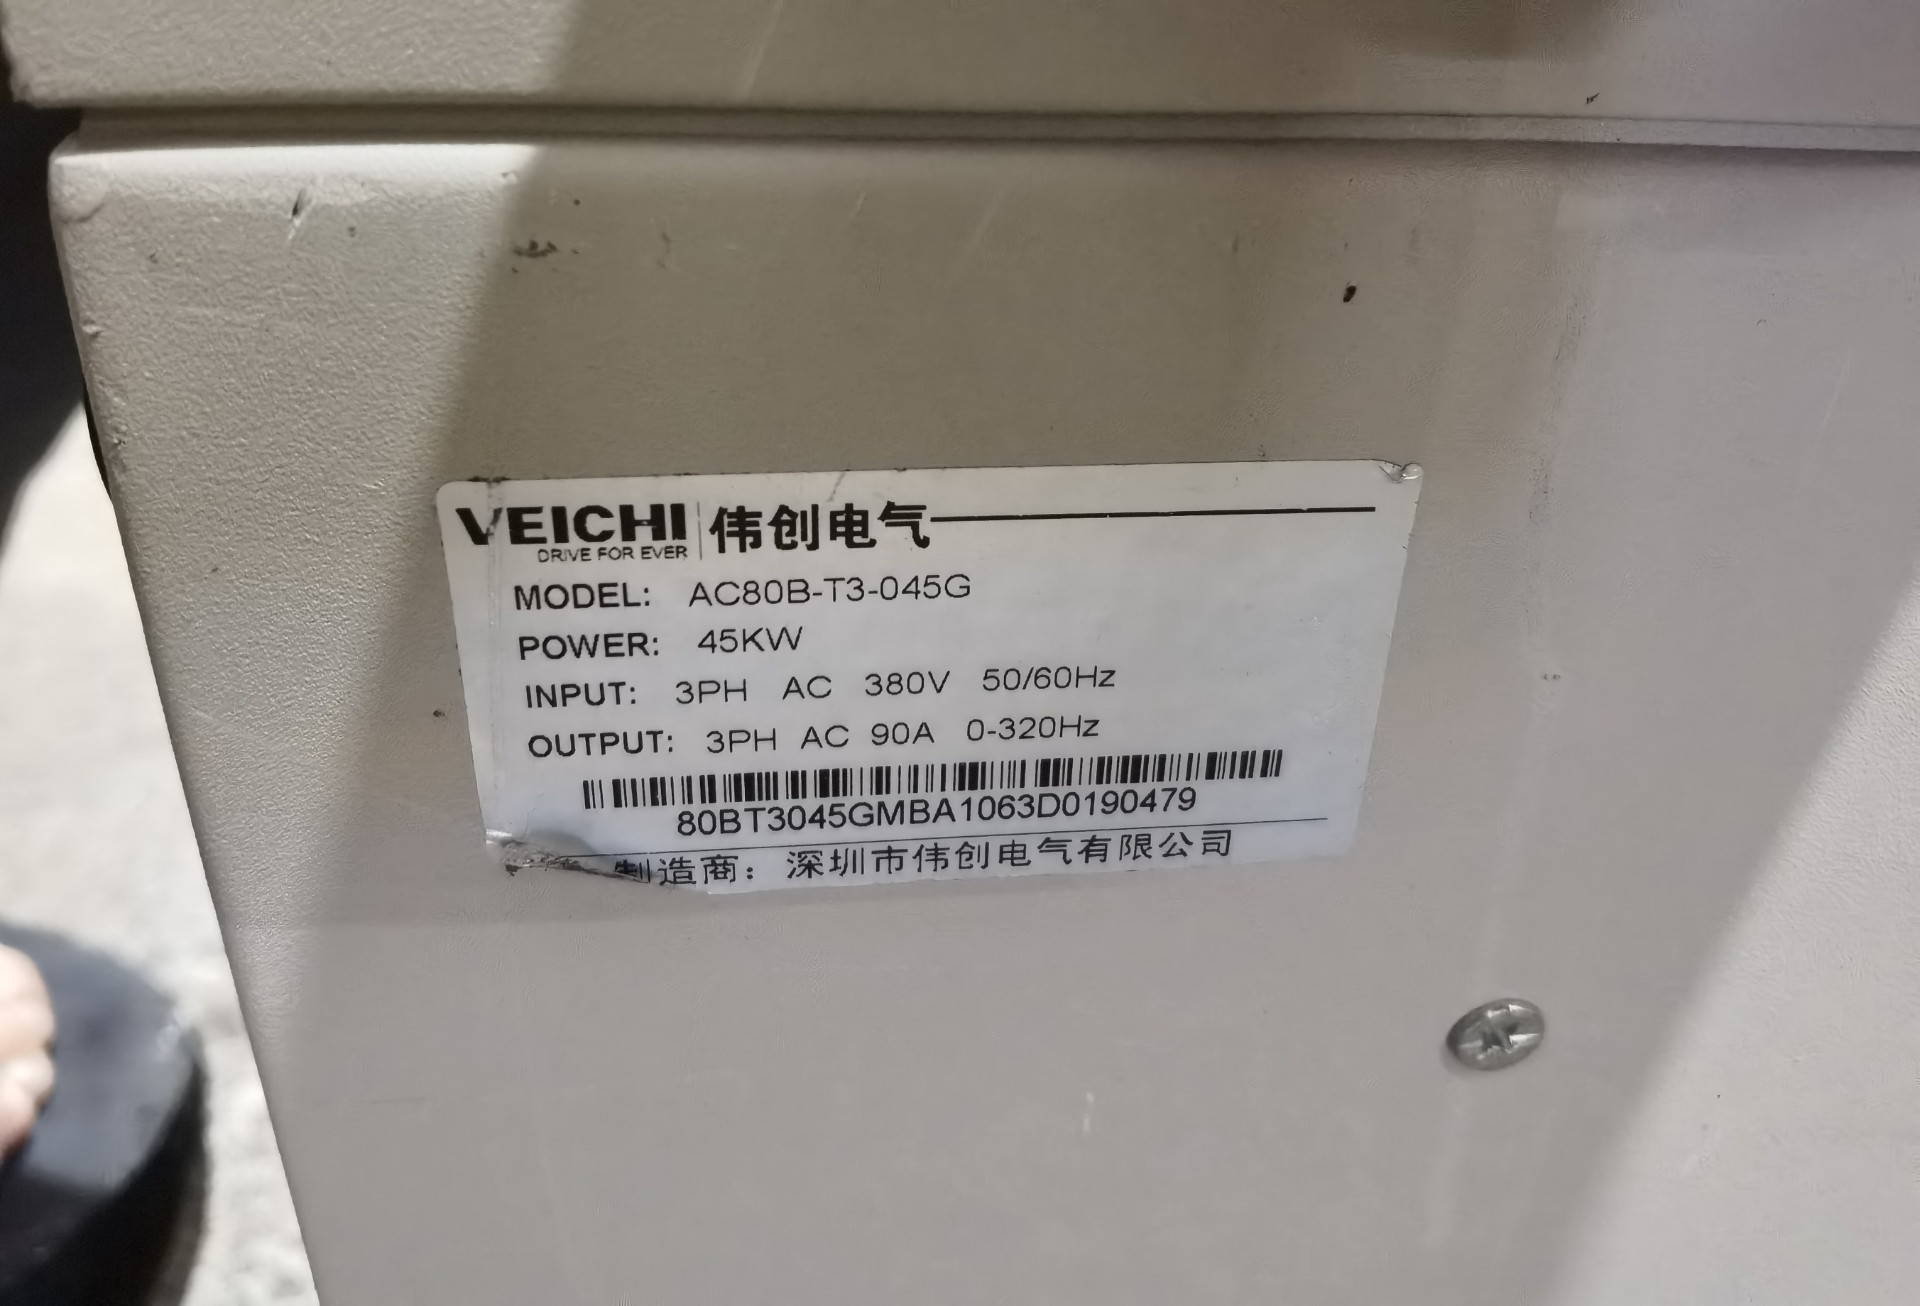 VEICHI 伟创电气
DRIVE FOR EVER
MODEL: AC80B-T3-045G
POWER: 45KW
INPUT: 3PH AC 380V 50/60Hz
OUTPUT: 3PH AC 90A 0-320Hz
80BT3045GMBA1063D0190479
制造商：深圳市伟创电气有限公司